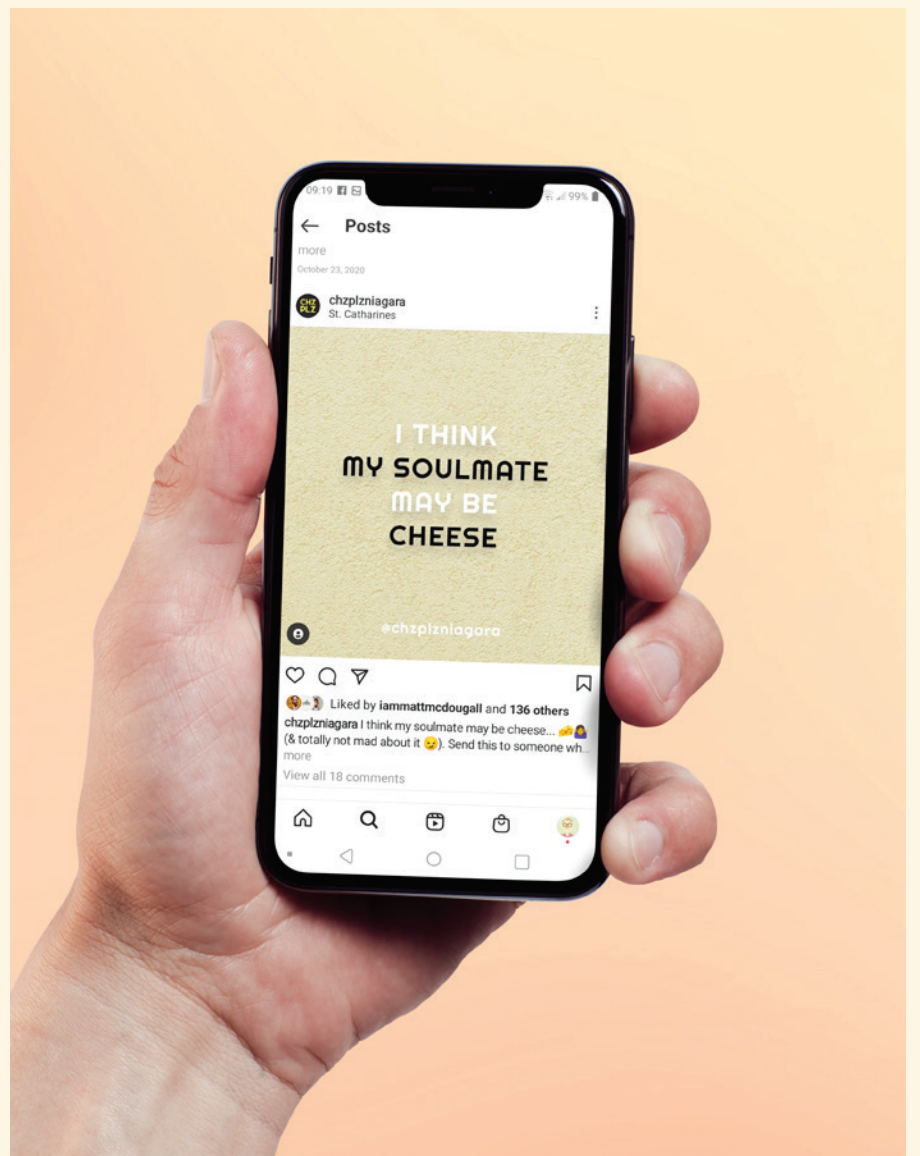 09:19
99%
Posts
more
October 23, 2020
CHZ
PLZ
chzplzniagara
St. Catharines
I THINK
MY SOULMATE
MAY BE
CHEESE
@chzplzniagara
Liked by iammattmcdougall and 136 others
chzplzniagara I think my soulmate may be cheese... 🧀🤷‍♀️
(& totally not mad about it 😏). Send this to someone wh...
more
View all 18 comments